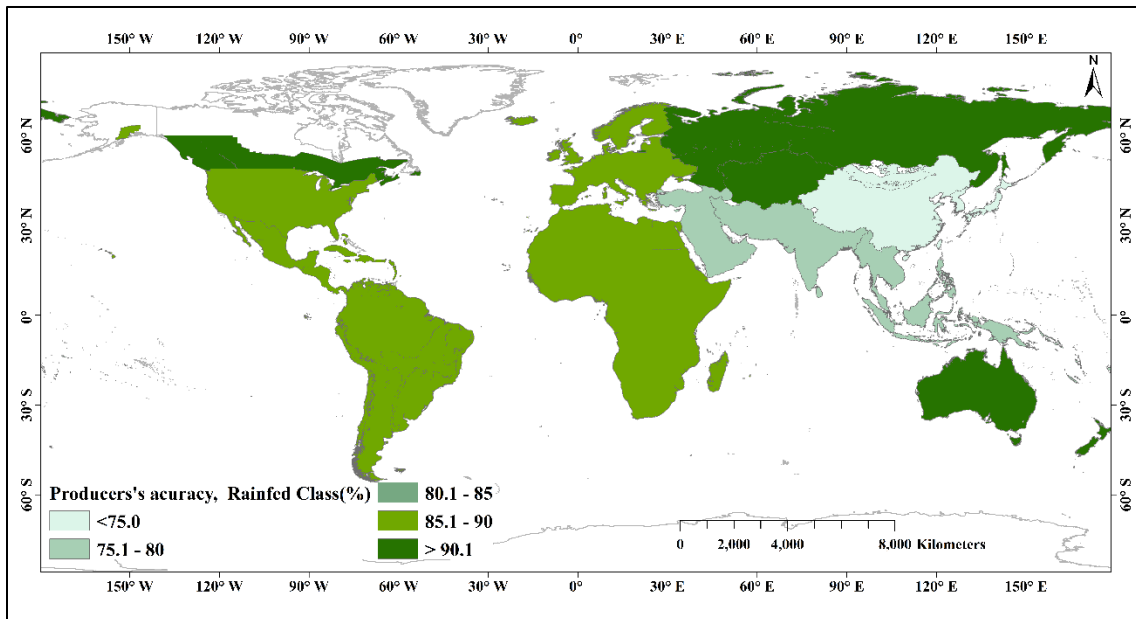 150° W 120° W 90° W 60° W 30° W 0° 30° E 60° E 90° E 120° E 150° E
N
60° N 60° N
30° N 30° N
0° 0°
30° S 30° S
60° S 60° S
Producers's acuracy, Rainfed Class(%)
<75.0
75.1 - 80
80.1 - 85
85.1 - 90
> 90.1
0 2,000 4,000 8,000 Kilometers
150° W 120° W 90° W 60° W 30° W 0° 30° E 60° E 90° E 120° E 150° E